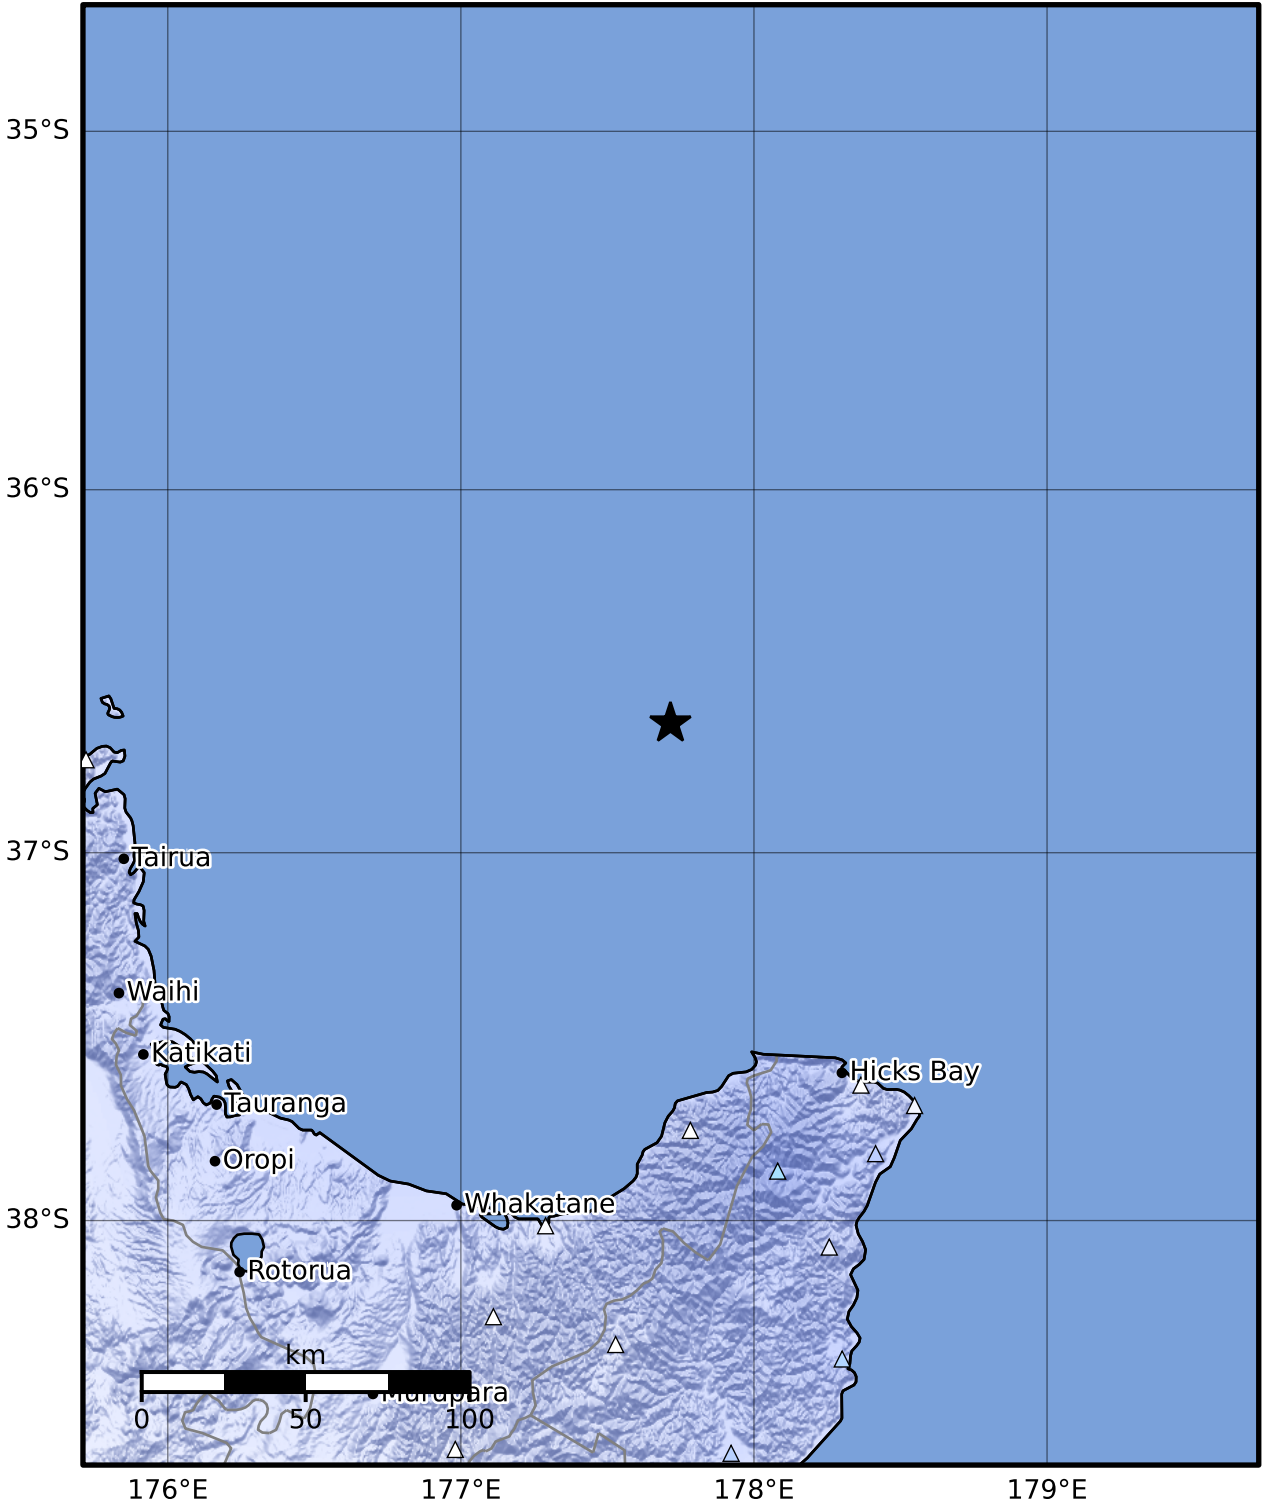 35°S
36°S
37°S
Tairua
Waihi
Katikati
Hicks Bay
Tauranga
Oropi
Whakatane
38°S
Rotorua
km
Murupara
0 50 100
176°E 177°E 178°E 179°E